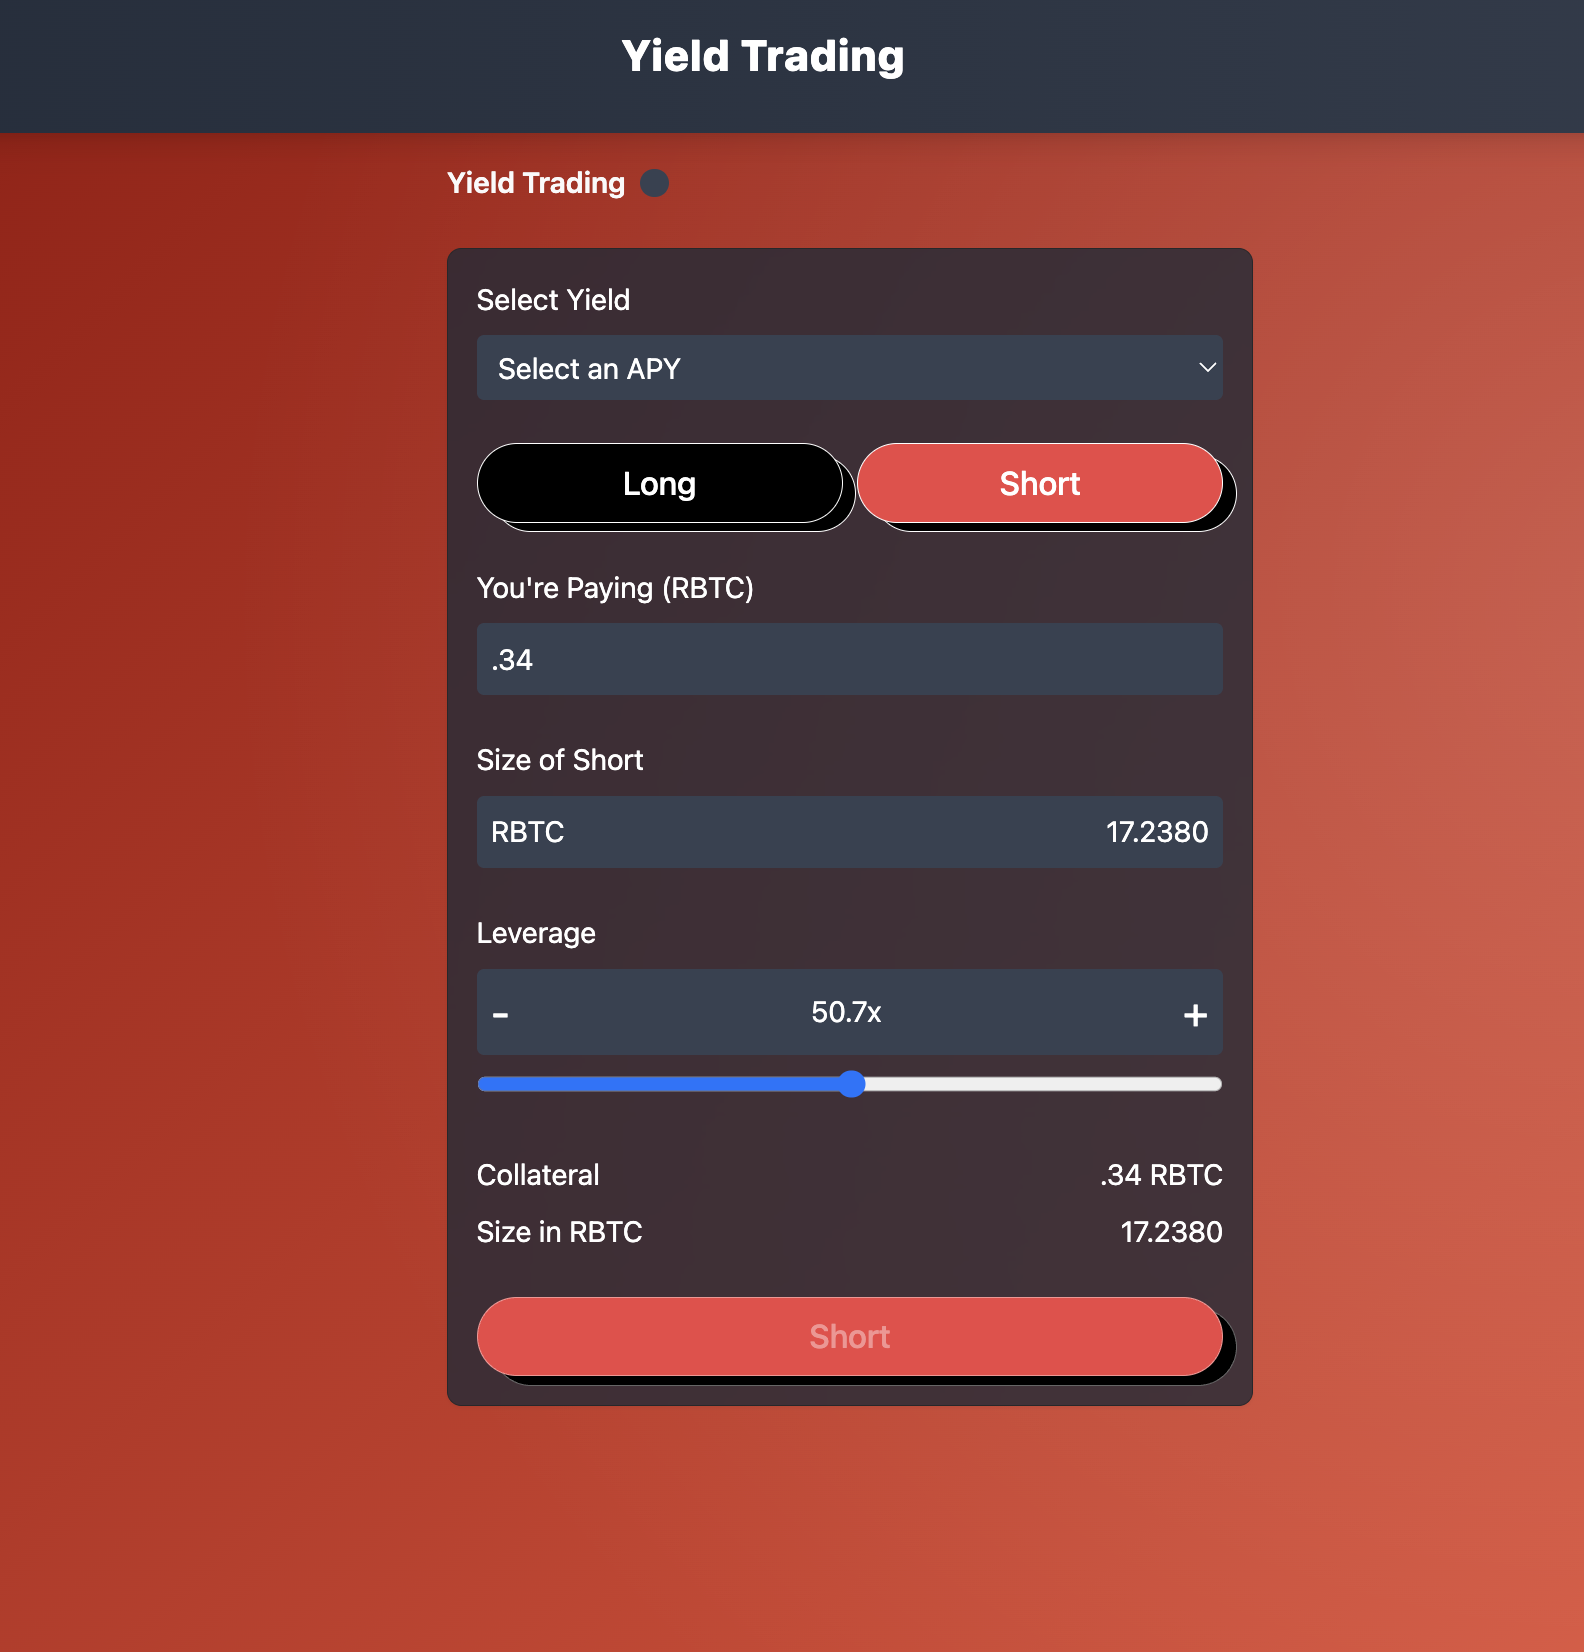 Yield Trading
Yield Trading
Select Yield
Select an APY
Long Short
You're Paying (RBTC)
.34
Size of Short
RBTC 17.2380
Leverage
- 50.7x +
Collateral .34 RBTC
Size in RBTC 17.2380
Short